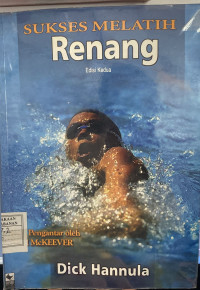 SUKSES MELATIH
Renang
Edisi Kedua
Pengantar oleh
McKEEVER
Dick Hannula